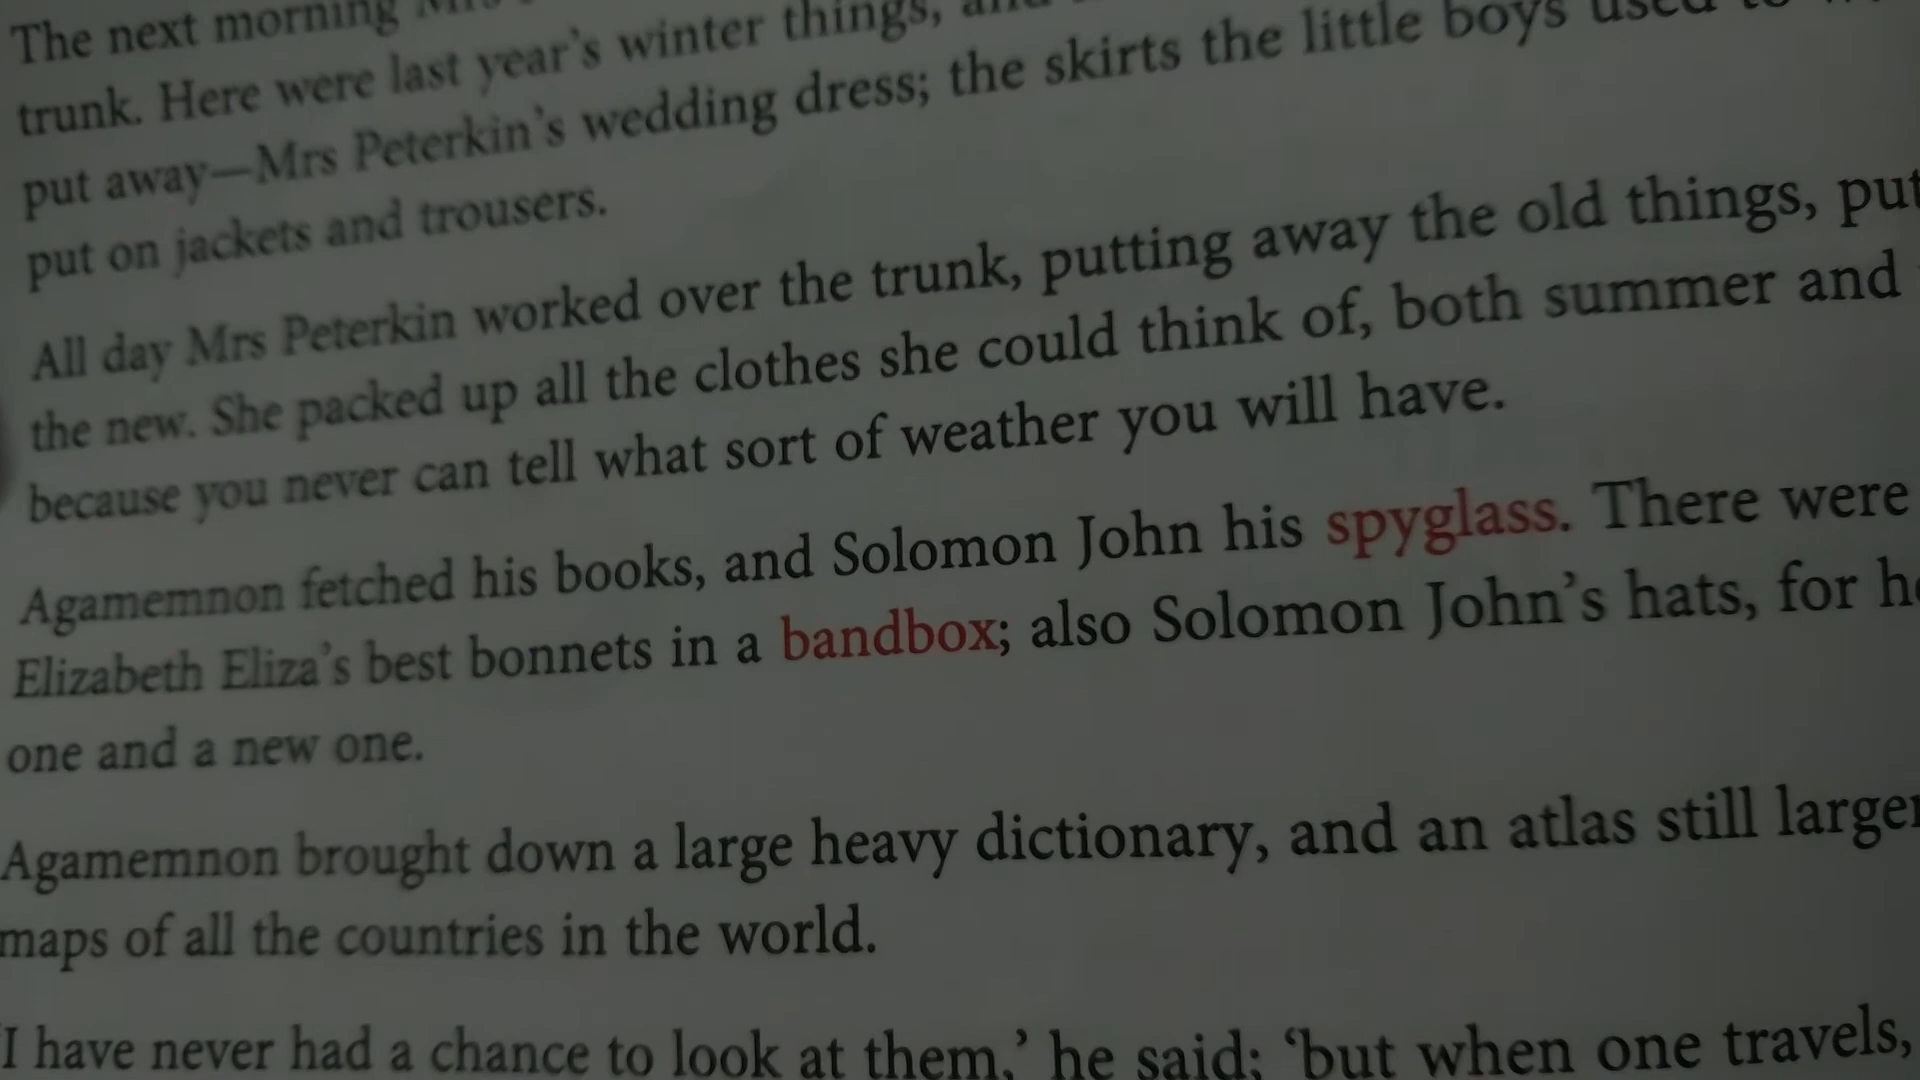 The next morning
trunk. Here were last year's winter things,
put away—Mrs Peterkin's wedding dress; the skirts the little boys used to
put on jackets and trousers.
All day Mrs Peterkin worked over the trunk, putting away the old things, put
the new. She packed up all the clothes she could think of, both summer and
because you never can tell what sort of weather you will have.
Agamemnon fetched his books, and Solomon John his spyglass. There were
Elizabeth Eliza's best bonnets in a bandbox; also Solomon John's hats, for
one and a new one.
Agamemnon brought down a large heavy dictionary, and an atlas still larger
maps of all the countries in the world.
'I have never had a chance to look at them,' he said; 'but when one travels,